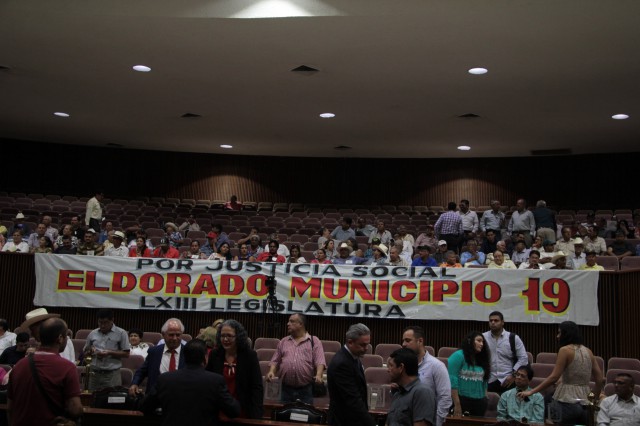 POR JUSTICIA SOCIAL
ELDORADO MUNICIPIO 19
LXIII LEGISLATURA